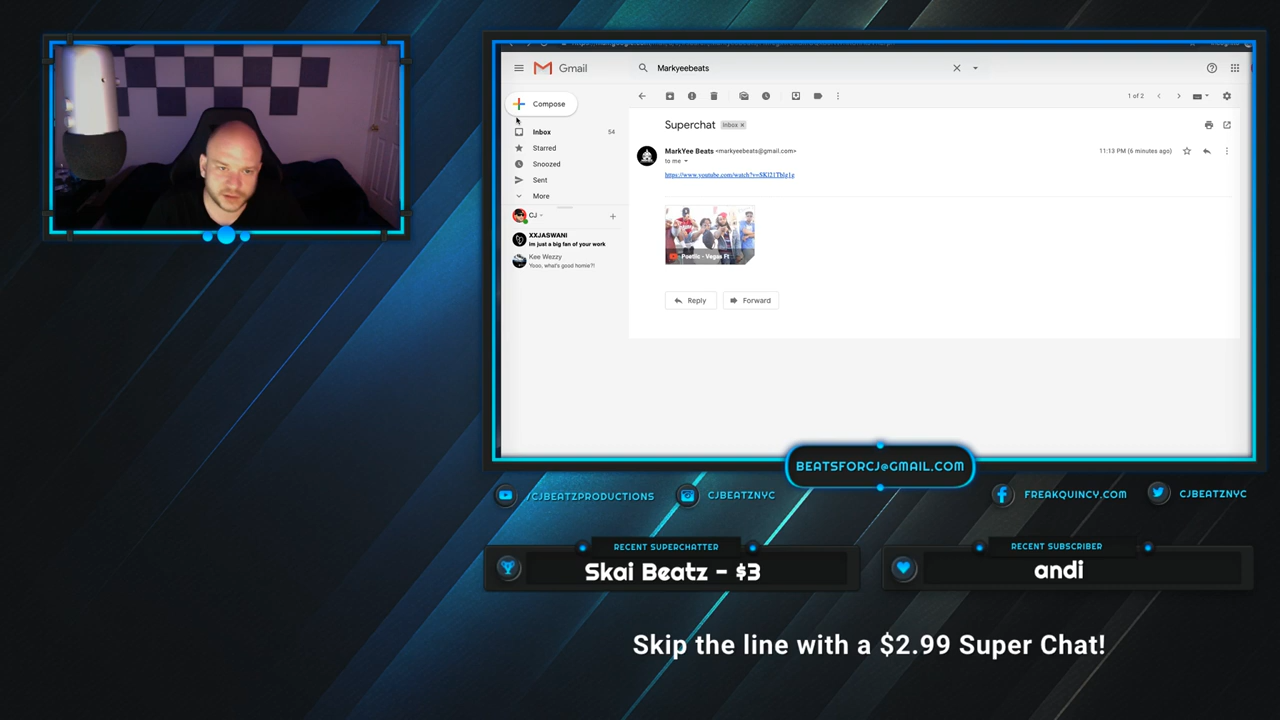 Gmail
Markyeebeats
Compose
Inbox 54
Starred
Snoozed
Sent
More
CJ
XXJASWANI
im just a big fan of your work
Kee Wezzy
Yooo, what's good homie?!
1 of 2
Superchat Inbox x
MarkYee Beats <markyeebeats@gmail.com>
11:13 PM (6 minutes ago)
to me
Poetiic - Vegas Ft
Reply
Forward
BEATSFORCJ@GMAIL.COM
/CJBEATZPRODUCTIONS
CJBEATZNYC
FREAKQUINCY.COM
CJBEATZNYC
RECENT SUPERCHATTER
Skai Beatz - $3
RECENT SUBSCRIBER
andi
Skip the line with a $2.99 Super Chat!